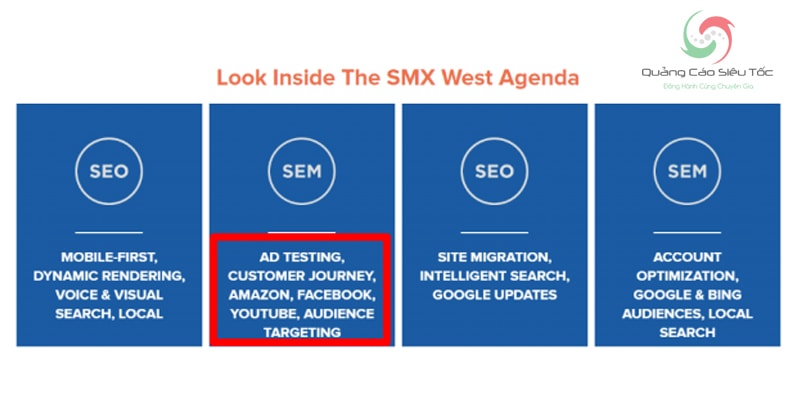 QUảNG CÁO SIÊU TỐC
Đồng Hành Cùng Chuyên Gia
Look Inside The SMX West Agenda
SEO
MOBILE-FIRST,
DYNAMIC RENDERING,
VOICE & VISUAL
SEARCH, LOCAL
SEM
AD TESTING,
CUSTOMER JOURNEY,
AMAZON, FACEBOOK,
YOUTUBE, AUDIENCE
TARGETING
SEO
SITE MIGRATION,
INTELLIGENT SEARCH,
GOOGLE UPDATES
SEM
ACCOUNT
OPTIMIZATION,
GOOGLE & BING
AUDIENCES, LOCAL
SEARCH